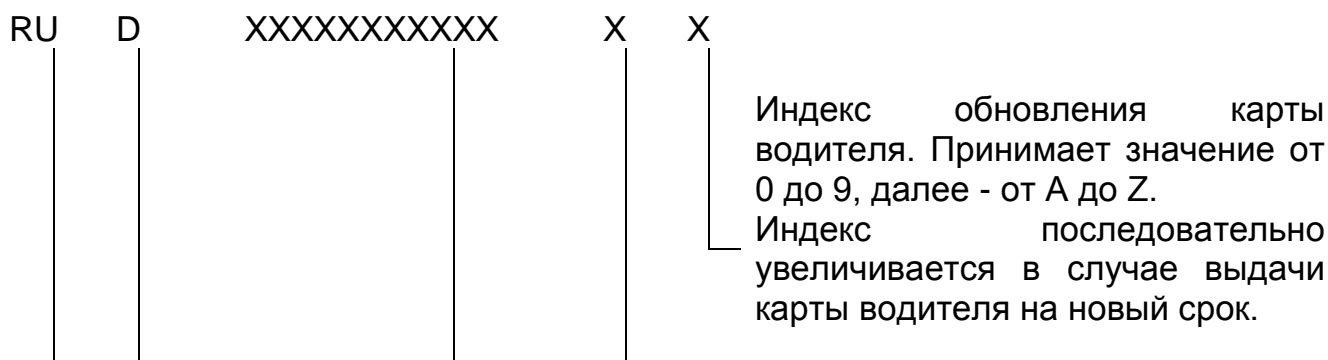 RU D XXXXXXXXXXX X X
Индекс обновления карты
водителя. Принимает значение от
0 до 9, далее - от A до Z.
Индекс последовательно
увеличивается в случае выдачи
карты водителя на новый срок.